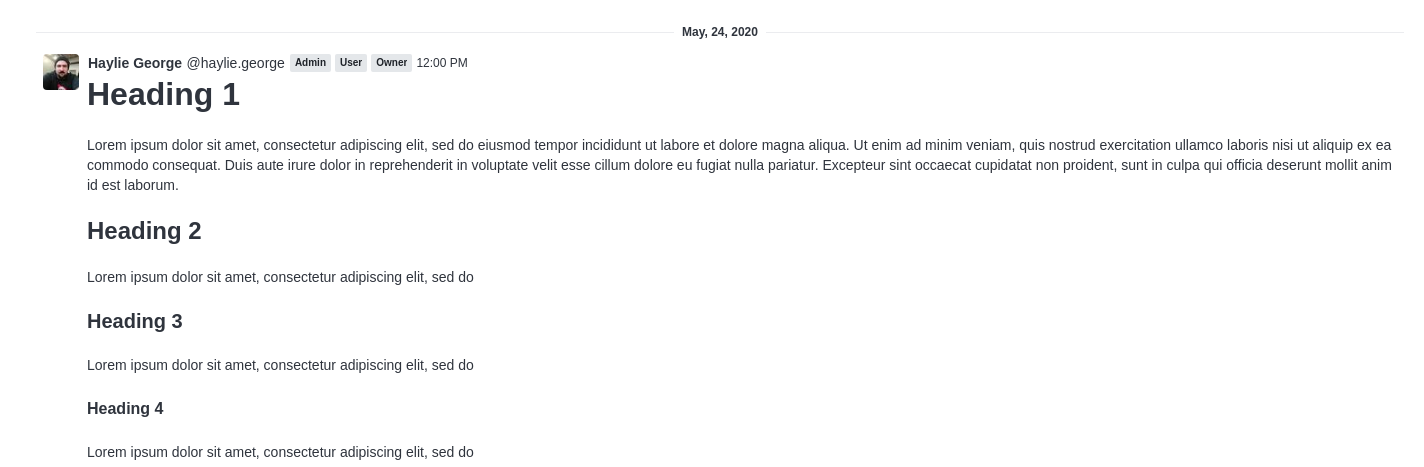 May, 24, 2020
Haylie George @haylie.george Admin User Owner 12:00 PM
Heading 1
Lorem ipsum dolor sit amet, consectetur adipiscing elit, sed do eiusmod tempor incididunt ut labore et dolore magna aliqua. Ut enim ad minim veniam, quis nostrud exercitation ullamco laboris nisi ut aliquip ex ea
commodo consequat. Duis aute irure dolor in reprehenderit in voluptate velit esse cillum dolore eu fugiat nulla pariatur. Excepteur sint occaecat cupidatat non proident, sunt in culpa qui officia deserunt mollit anim
id est laborum.
Heading 2
Lorem ipsum dolor sit amet, consectetur adipiscing elit, sed do
Heading 3
Lorem ipsum dolor sit amet, consectetur adipiscing elit, sed do
Heading 4
Lorem ipsum dolor sit amet, consectetur adipiscing elit, sed do